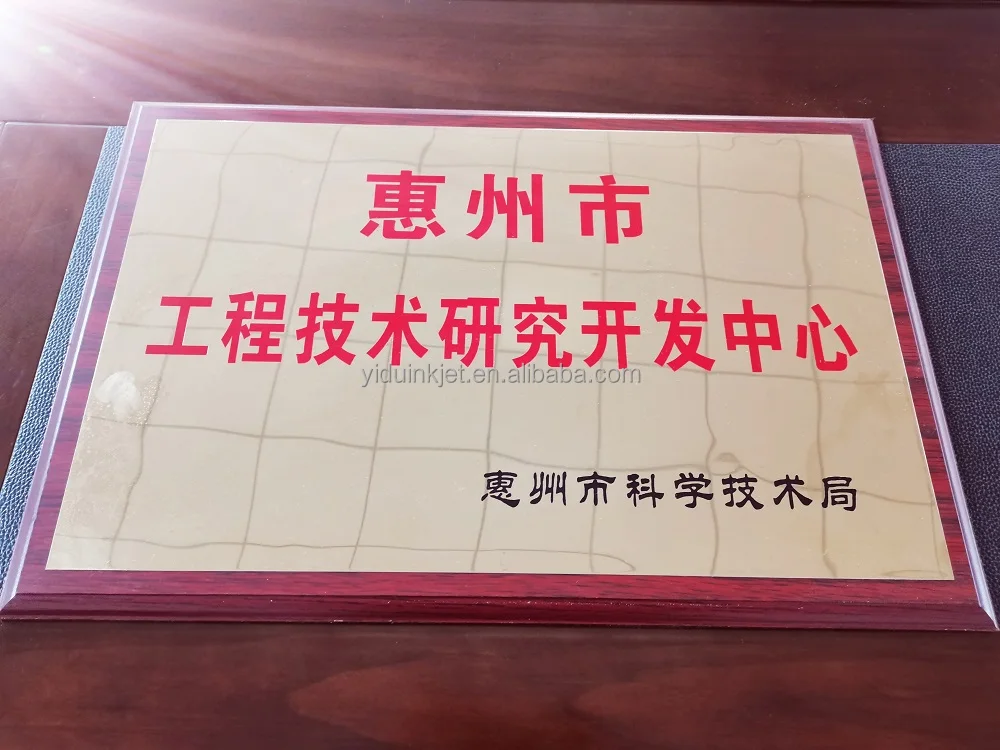 惠州市
工程技术研究开发中心
yiduinkjet.en.alibaba.com
惠州市科学技术局